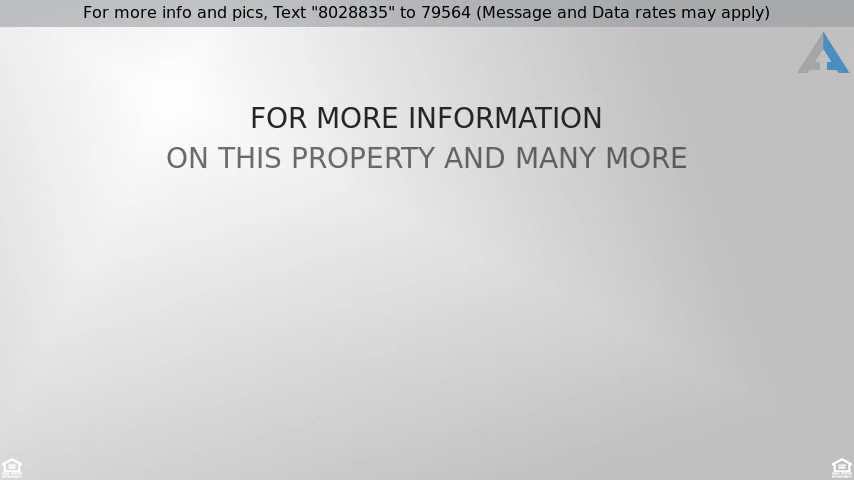 For more info and pics, Text "8028835" to 79564 (Message and Data rates may apply)
FOR MORE INFORMATION
ON THIS PROPERTY AND MANY MORE